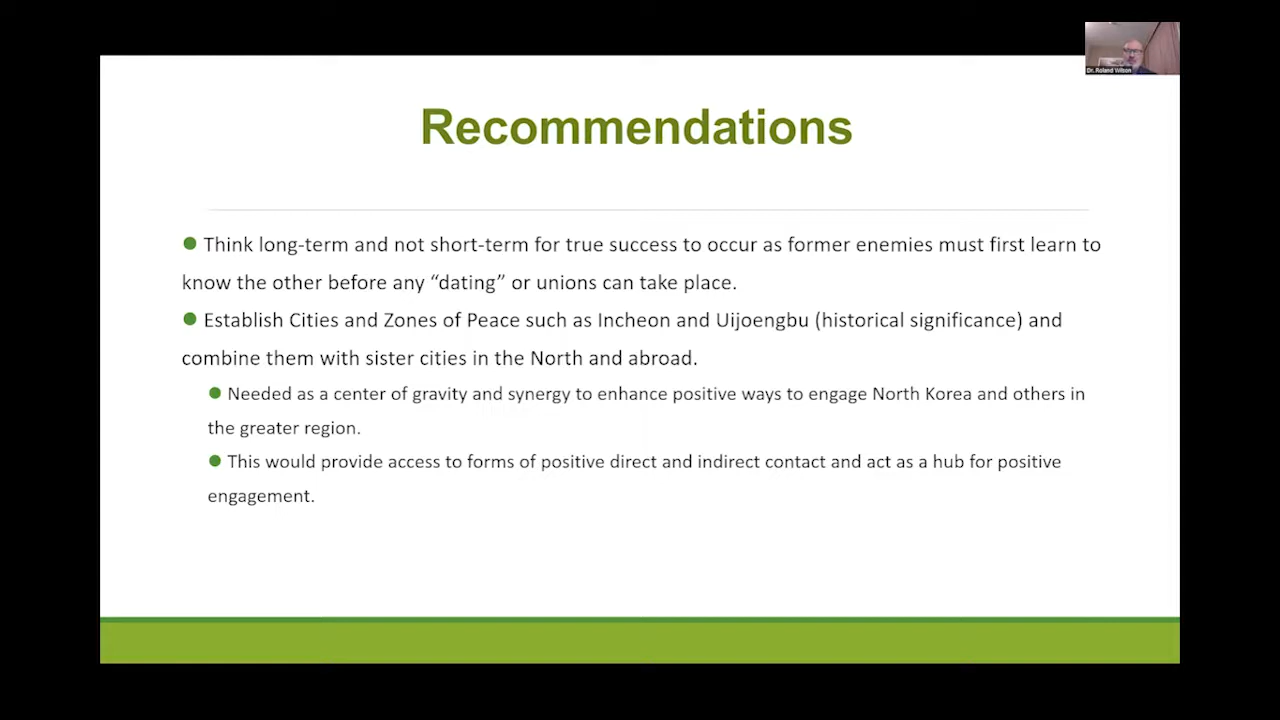 Dr. Roland Wilson
Recommendations
● Think long-term and not short-term for true success to occur as former enemies must first learn to
know the other before any “dating” or unions can take place.
● Establish Cities and Zones of Peace such as Incheon and Uijoengbu (historical significance) and
combine them with sister cities in the North and abroad.
● Needed as a center of gravity and synergy to enhance positive ways to engage North Korea and others in
the greater region.
● This would provide access to forms of positive direct and indirect contact and act as a hub for positive
engagement.